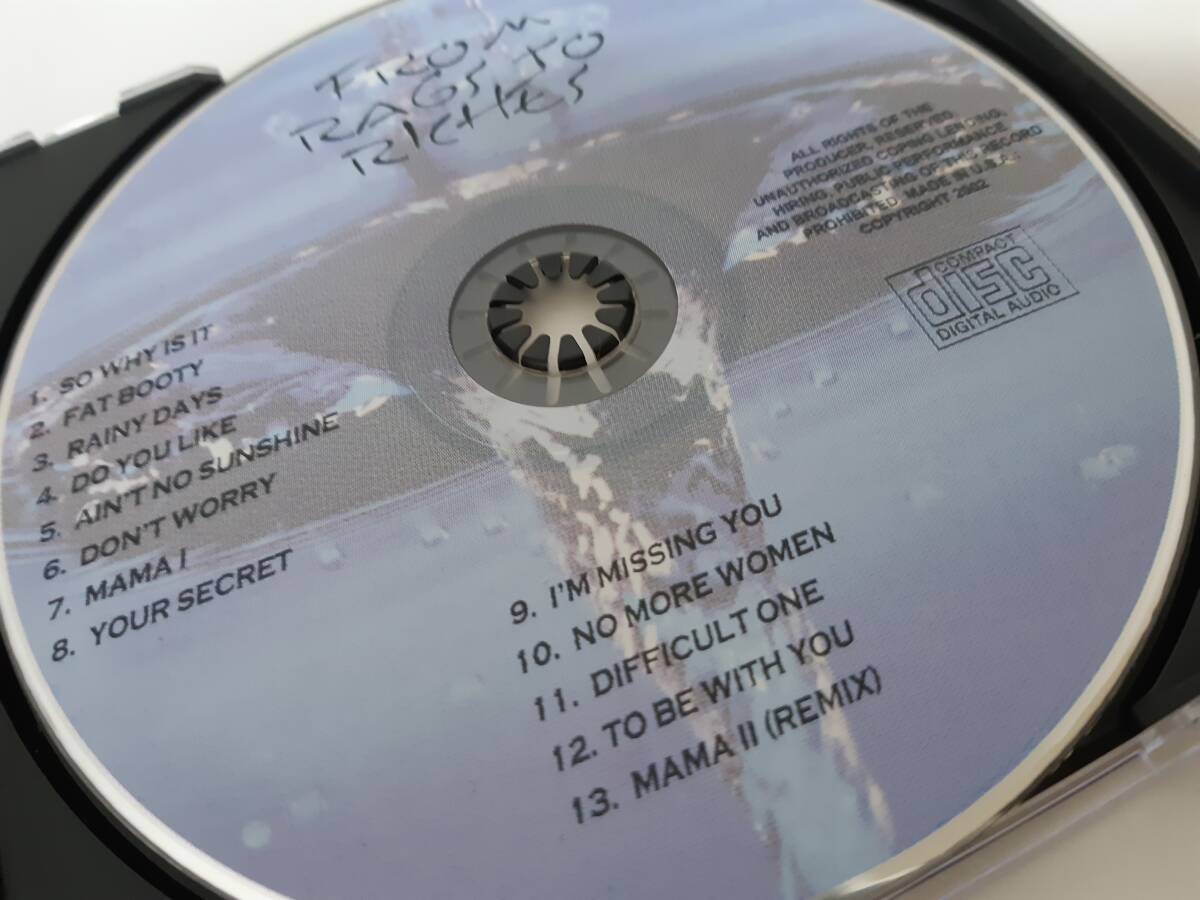 FROM
RAGS TO
RICHES
ALL RIGHTS OF THE
PRODUCER, RESERVED
UNAUTHORIZED COPING LENDING,
HIRING, PUBLIC PERFORMANCE
AND BROADCASTING OF THIS RECORD
PROHIBITED. MADE IN U.S.A.
COPYRIGHT 2002
COMPACT
disc
DIGITAL AUDIO
1. SO WHY IS IT
2. FAT BOOTY
3. RAINY DAYS
4. DO YOU LIKE
5. AIN'T NO SUNSHINE
6. DON'T WORRY
7. MAMA I
8. YOUR SECRET
9. I'M MISSING YOU
10. NO MORE WOMEN
11. DIFFICULT ONE
12. TO BE WITH YOU
13. MAMA II (REMIX)